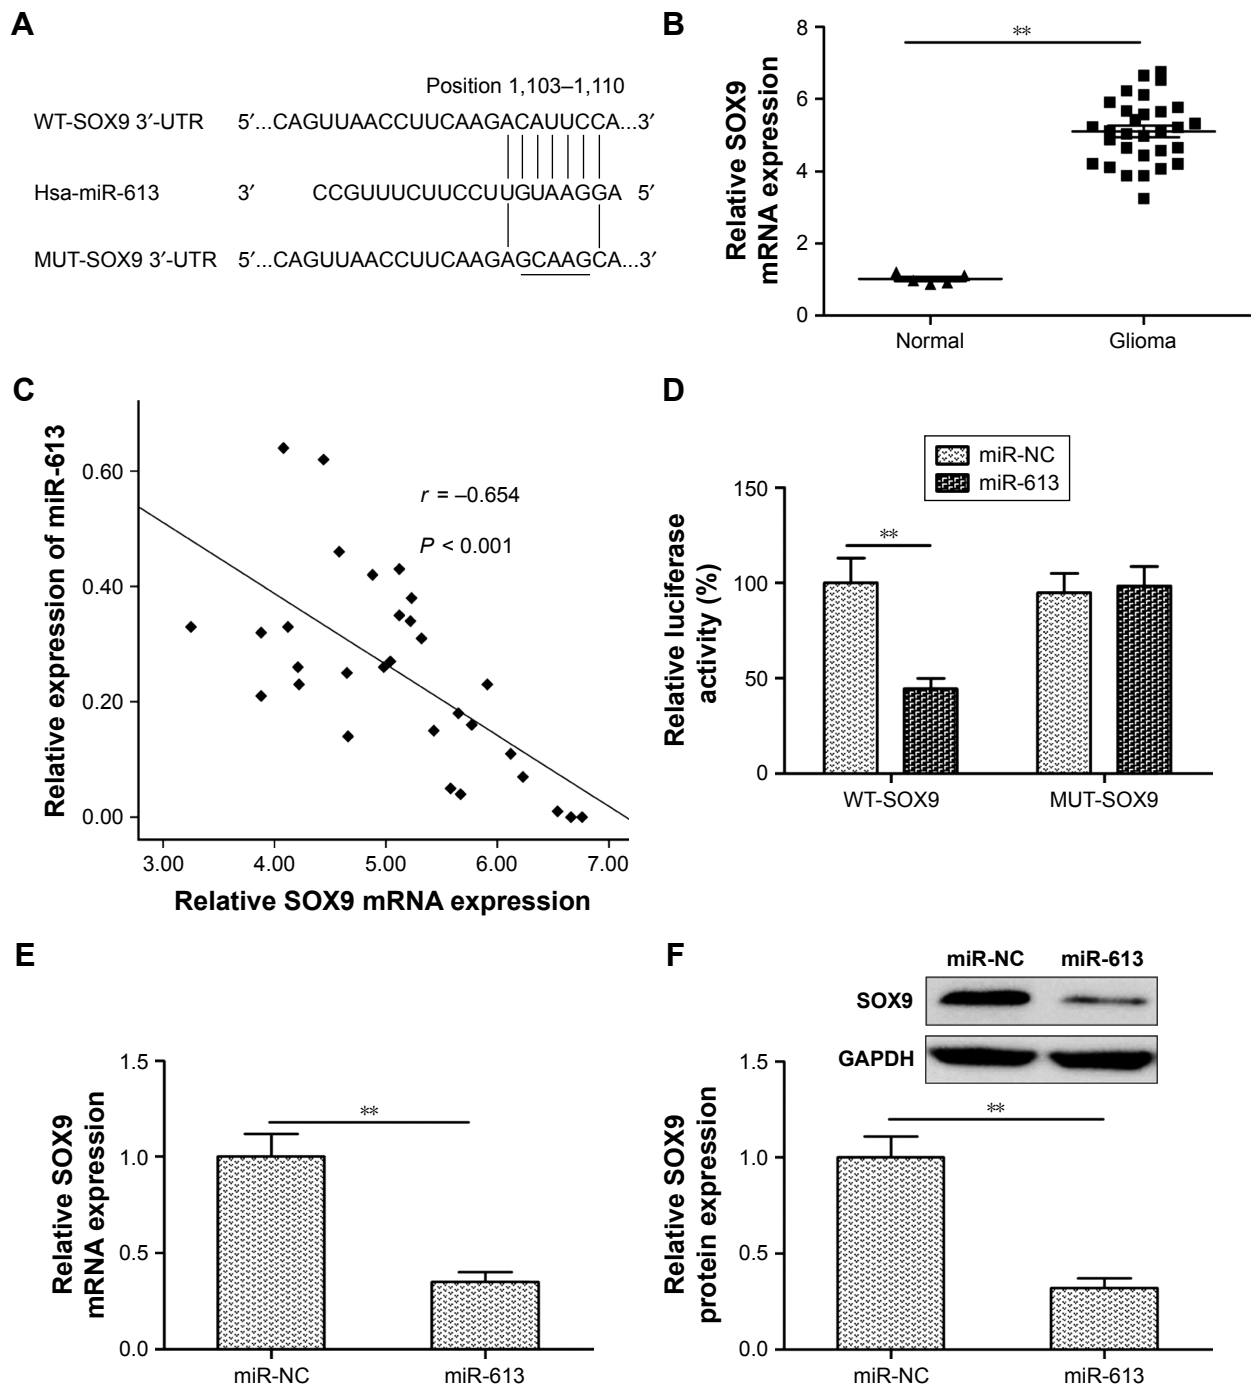 A
Position 1,103–1,110
WT-SOX9 3′-UTR 5′...CAGUUAACCUUCAAGACAUUCCA...3′
Hsa-miR-613 3′ CCGUUUCUUCCUUGUAAGGA 5′
MUT-SOX9 3′-UTR 5′...CAGUUAACCUUCAAGAGCAAGCA...3′
B
Relative SOX9
mRNA expression
8
6
4
2
0
**
Normal
Glioma
C
Relative expression of miR-613
0.60
0.40
0.20
0.00
r = –0.654
P < 0.001
3.00
4.00
5.00
6.00
7.00
Relative SOX9 mRNA expression
D
miR-NC
miR-613
Relative luciferase
activity (%)
150
100
50
0
**
WT-SOX9
MUT-SOX9
E
Relative SOX9
mRNA expression
1.5
1.0
0.5
0.0
**
miR-NC
miR-613
F
miR-NC
miR-613
SOX9
GAPDH
Relative SOX9
protein expression
1.5
1.0
0.5
0.0
**
miR-NC
miR-613